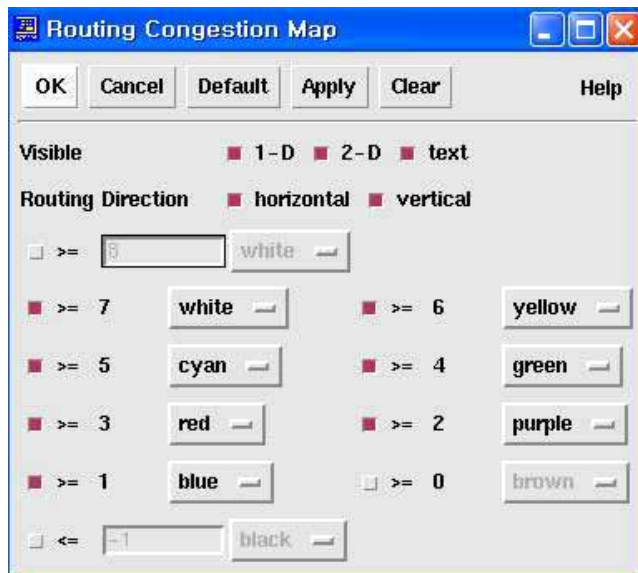 Routing Congestion Map
OK Cancel Default Apply Clear Help
Visible 1-D 2-D text
Routing Direction horizontal vertical
>= 8 white
>= 7 white >= 6 yellow
>= 5 cyan >= 4 green
>= 3 red >= 2 purple
>= 1 blue >= 0 brown
<= -1 black